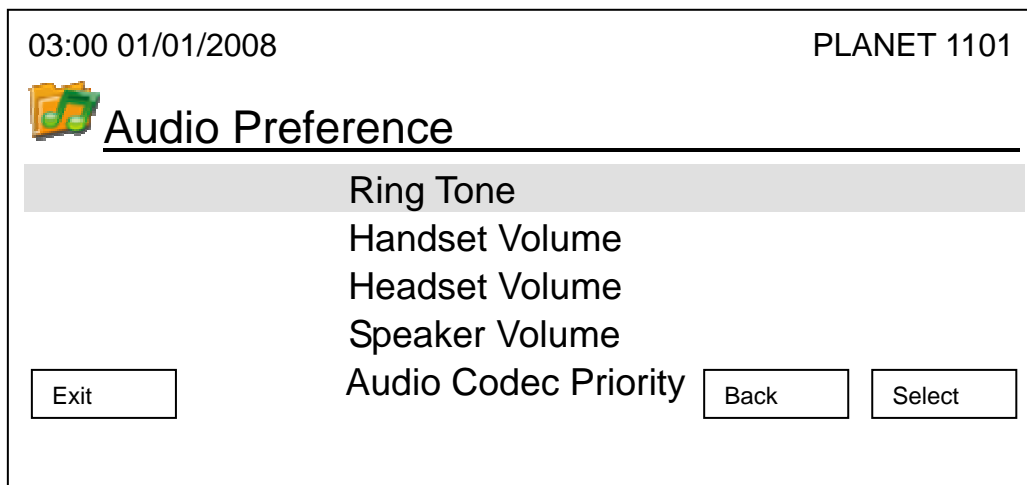 03:00 01/01/2008 PLANET 1101
Audio Preference
Ring Tone
Handset Volume
Headset Volume
Speaker Volume
Exit Audio Codec Priority Back Select